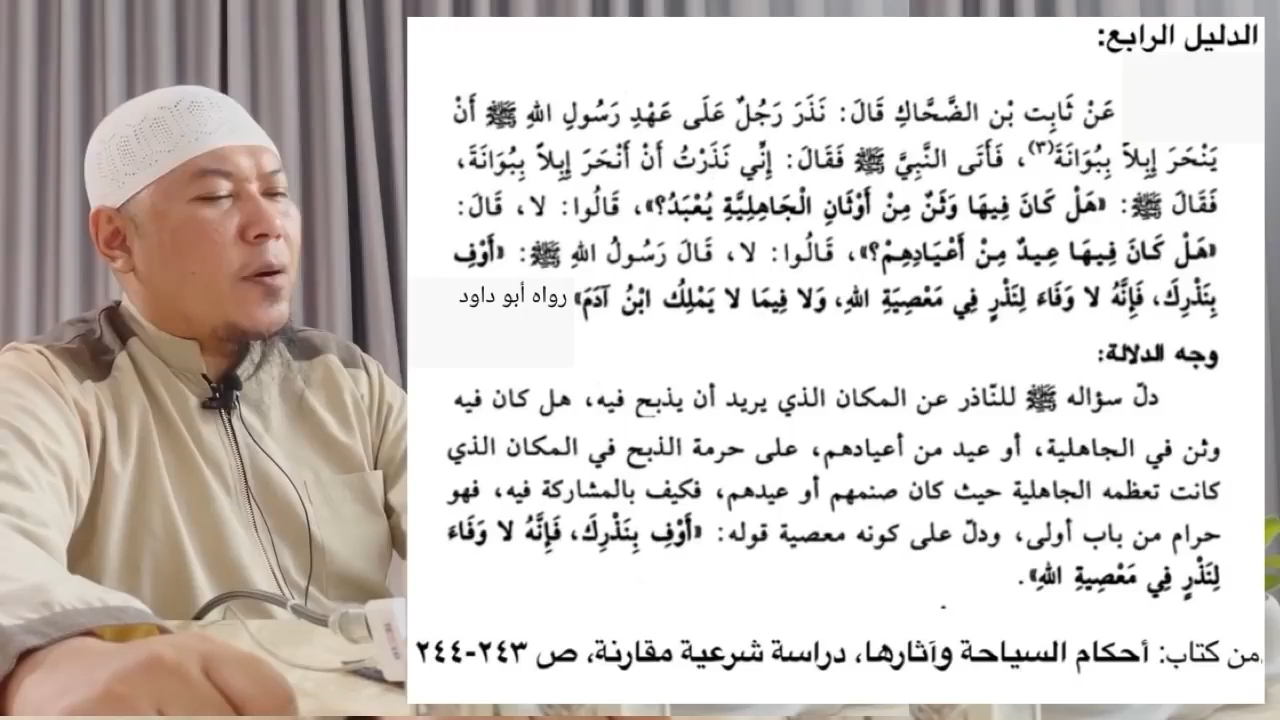 الدليل الرابع:
عَنْ ثَابِت بْن الضَّحَّاكِ قَالَ: نَذَرَ رَجُلٌ عَلَى عَهْدِ رَسُولِ اللهِ ﷺ أَنْ
يَنْحَرَ إِبِلاً بِبُوَانَةَ(٣)، فَأَتَى النَّبِيَّ ﷺ فَقَالَ: إِنِّي نَذَرْتُ أَنْ أَنْحَرَ إِبِلاً بِبُوَانَةَ،
فَقَالَ ﷺ: «هَلْ كَانَ فِيهَا وَثَنٌ مِنْ أَوْثَانِ الْجَاهِلِيَّةِ يُعْبَدُ؟»، قَالُوا: لا، قَالَ:
«هَلْ كَانَ فِيهَا عِيدٌ مِنْ أَعْيَادِهِمْ؟»، قَالُوا: لا، قَالَ رَسُولُ اللهِ ﷺ: «أَوْفِ
بِنَذْرِكَ، فَإِنَّهُ لا وَفَاءَ لِنَذْرٍ فِي مَعْصِيَةِ اللهِ، وَلا فِيمَا لا يَمْلِكُ ابْنُ آدَمَ» رواه أبو داود
وجه الدلالة:
دلّ سؤاله ﷺ للنّاذر عن المكان الذي يريد أن يذبح فيه، هل كان فيه
وثن في الجاهلية، أو عيد من أعيادهم، على حرمة الذبح في المكان الذي
كانت تعظمه الجاهلية حيث كان صنمهم أو عيدهم، فكيف بالمشاركة فيه، فهو
حرام من باب أولى، ودلّ على كونه معصية قوله: «أَوْفِ بِنَذْرِكَ، فَإِنَّهُ لا وَفَاءَ
لِنَذْرٍ فِي مَعْصِيَةِ اللهِ».
من كتاب: أحكام السياحة وآثارها، دراسة شرعية مقارنة، ص ٢٤٣-٢٤٤